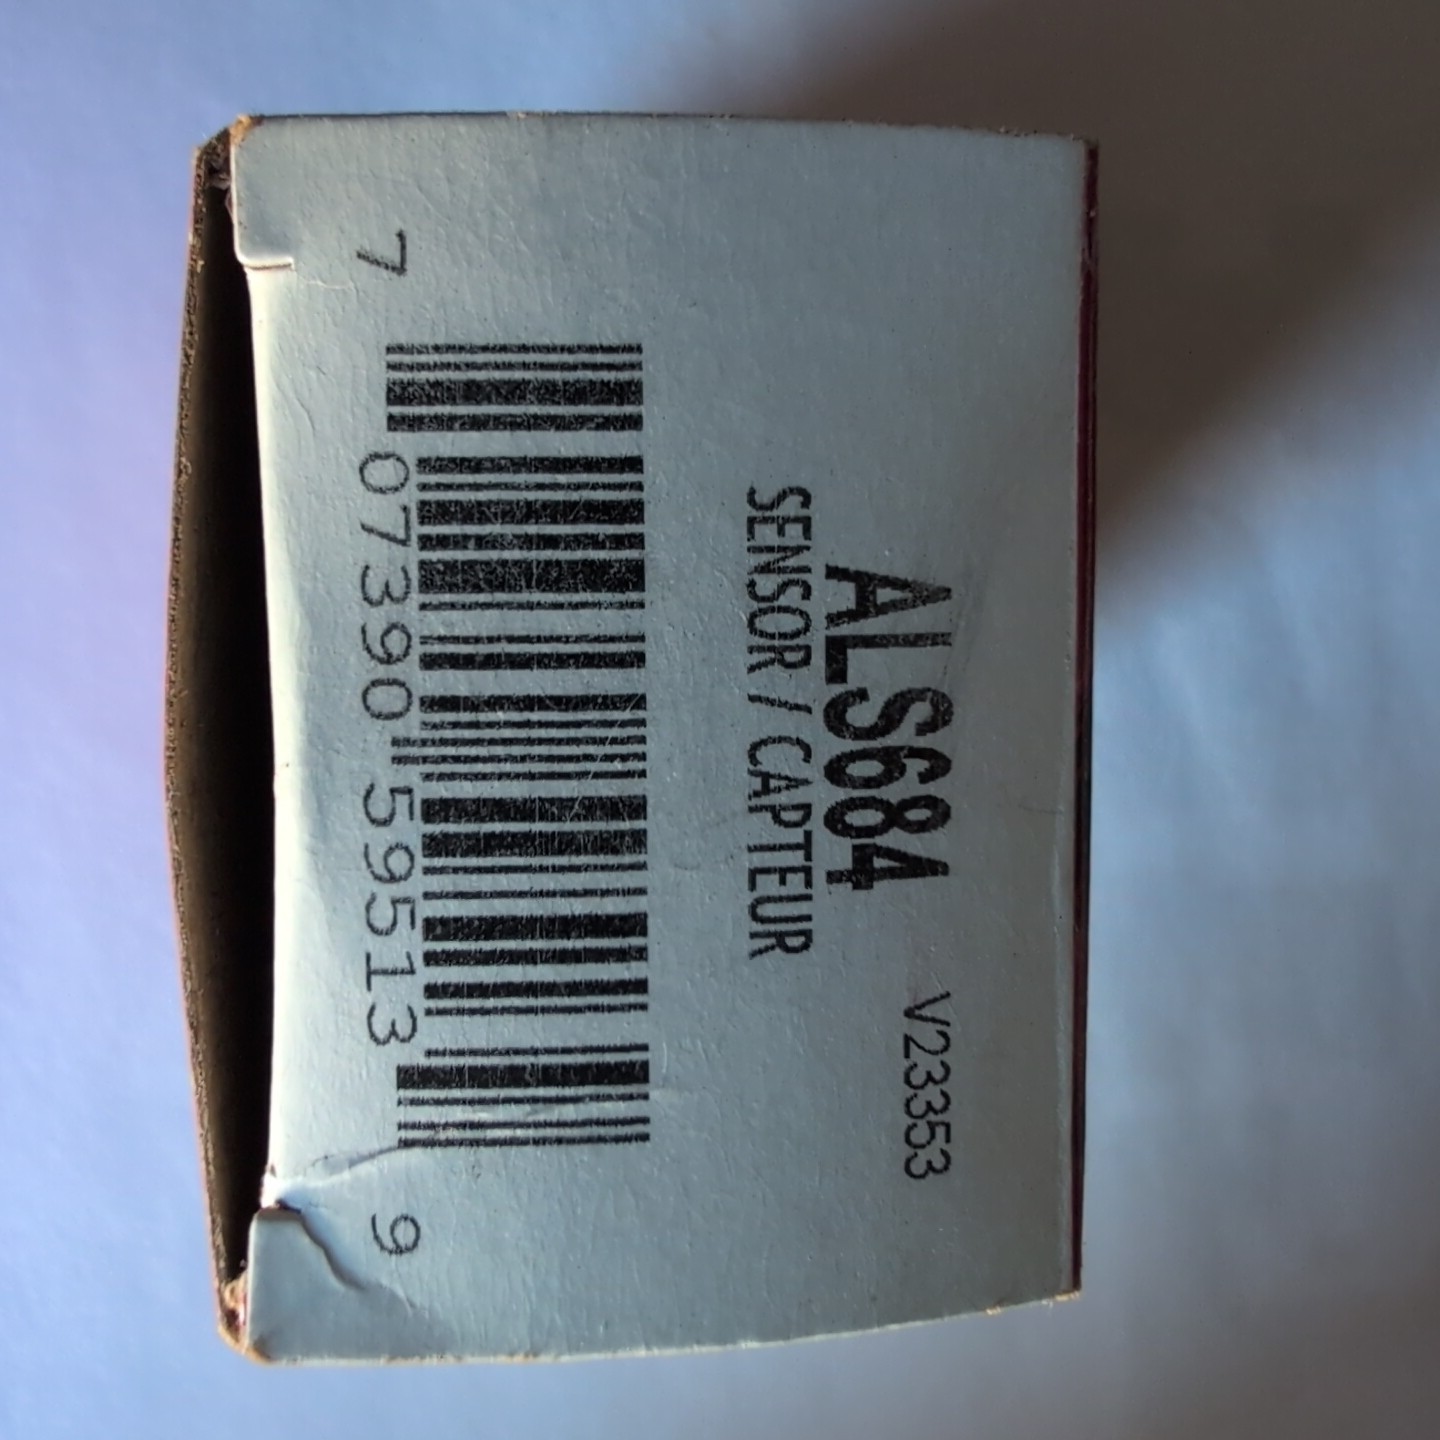 V23353
ALS684
SENSOR / CAPTEUR
7 07390 59513 9